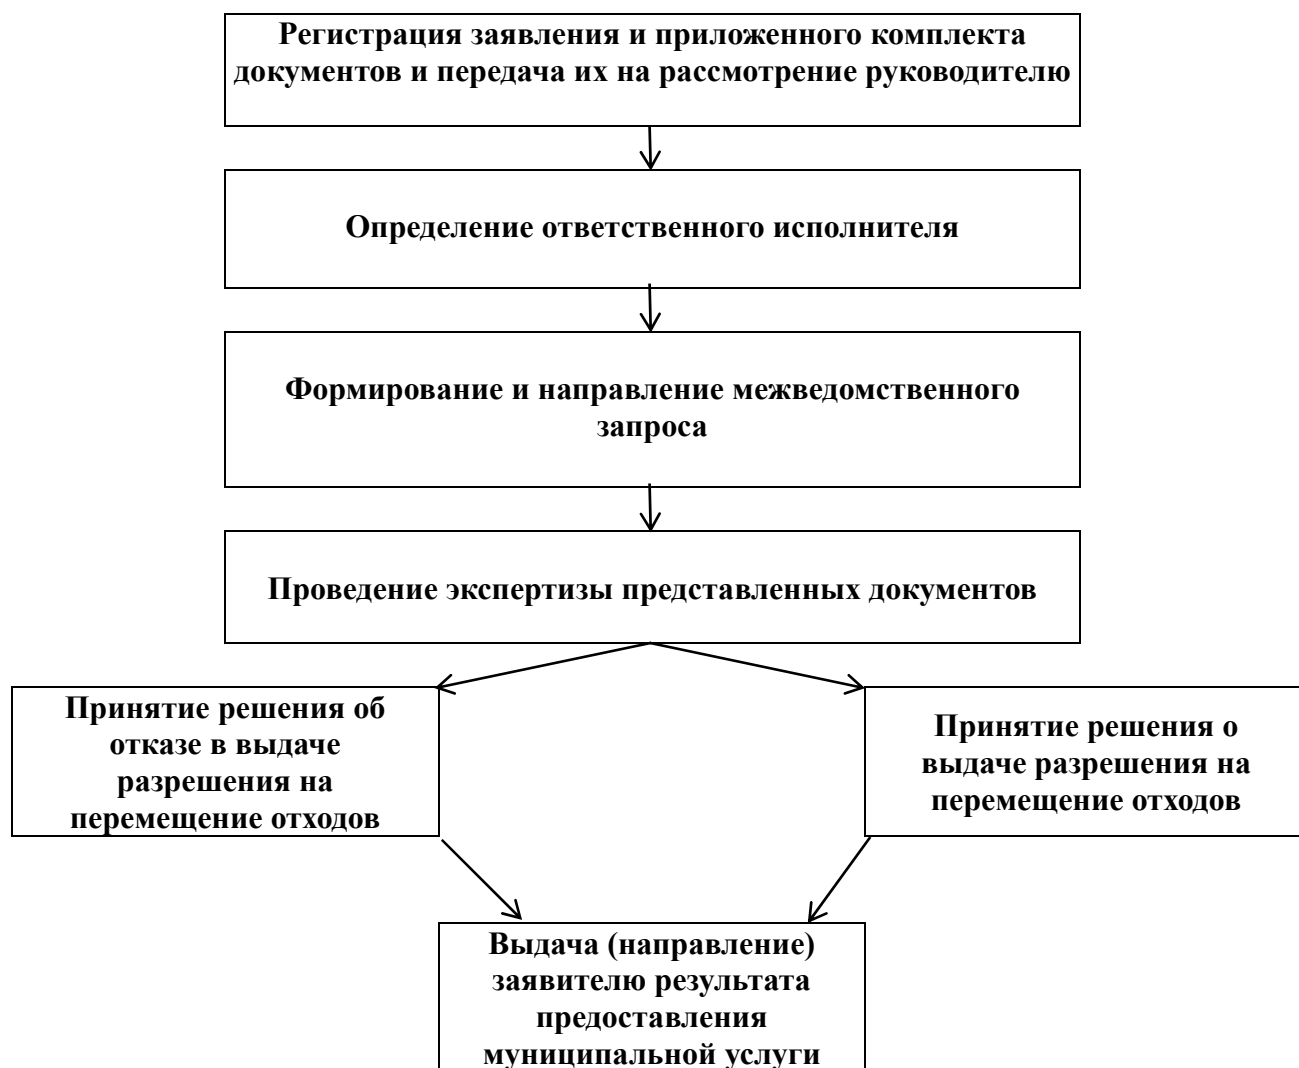 Регистрация заявления и приложенного комплекта
документов и передача их на рассмотрение руководителю
Определение ответственного исполнителя
Формирование и направление межведомственного
запроса
Проведение экспертизы представленных документов
Принятие решения об
отказе в выдаче
разрешения на
перемещение отходов
Принятие решения о
выдаче разрешения на
перемещение отходов
Выдача (направление)
заявителю результата
предоставления
муниципальной услуги